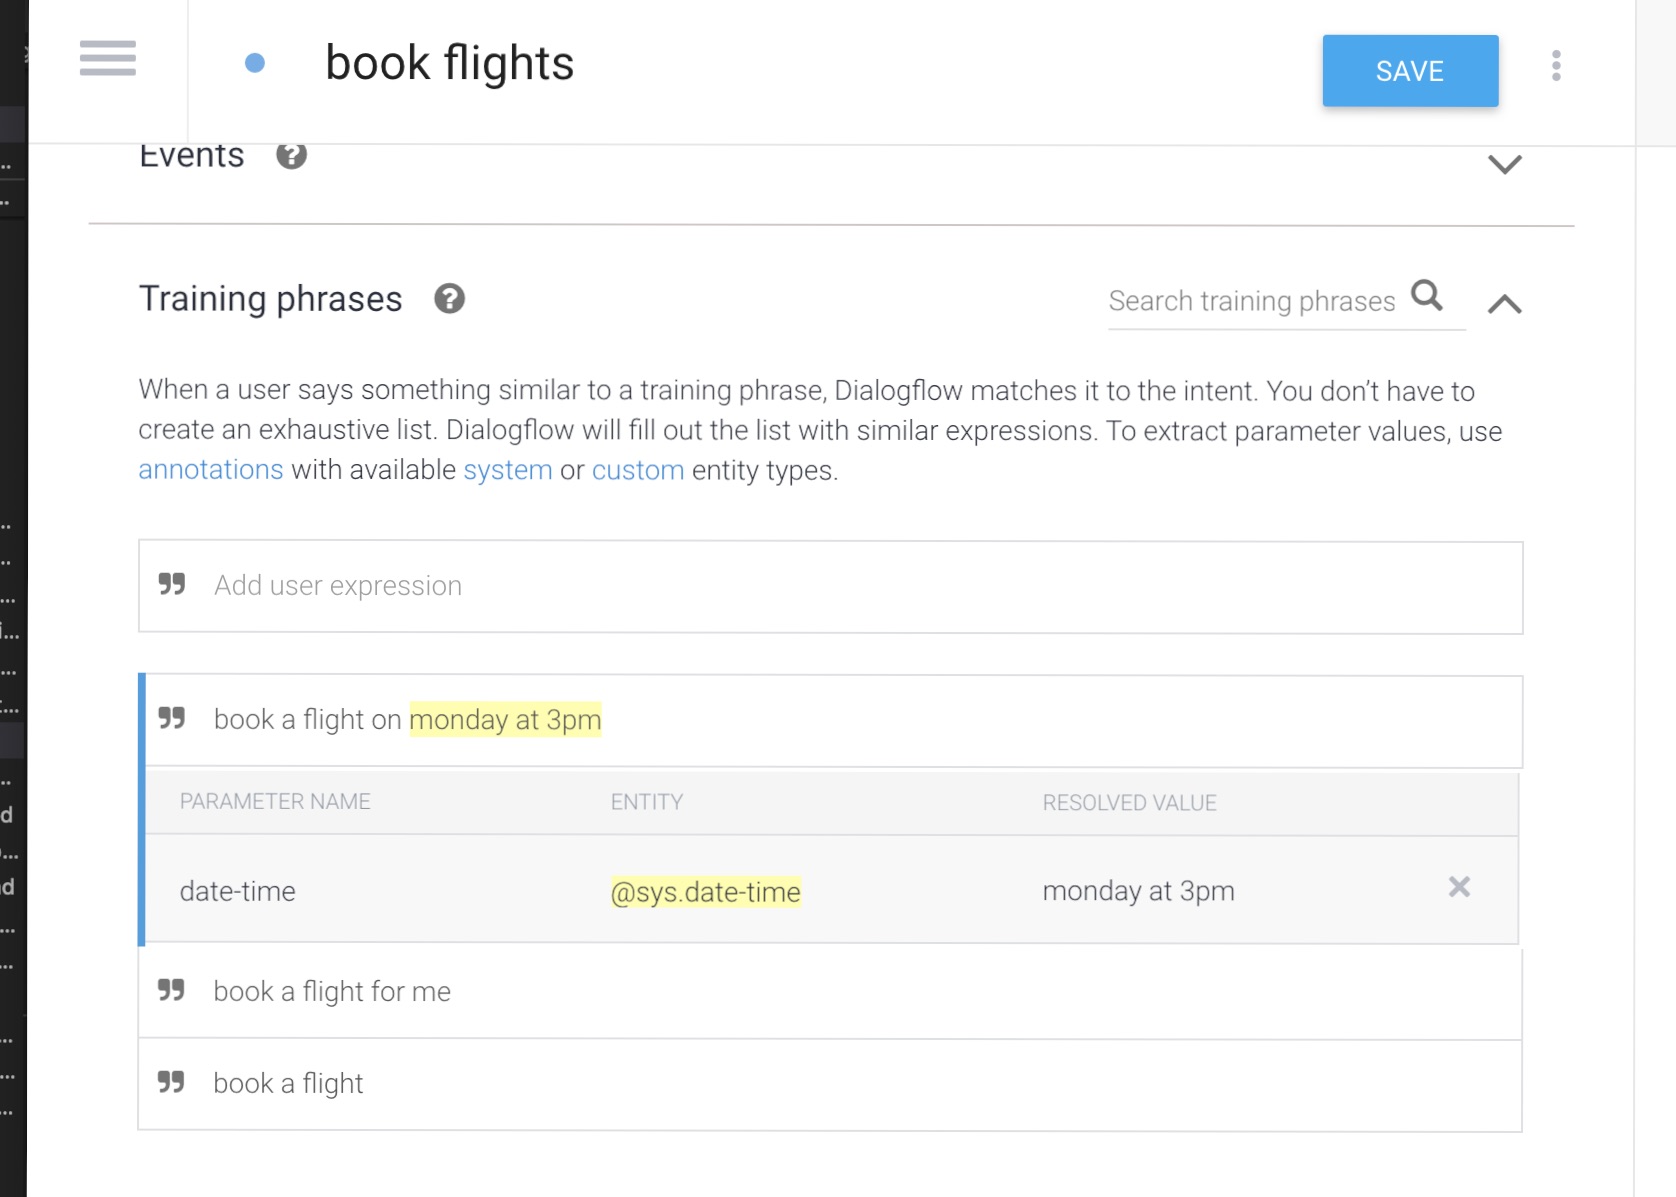 book flights
SAVE
Events
Training phrases
Search training phrases
When a user says something similar to a training phrase, Dialogflow matches it to the intent. You don’t have to
create an exhaustive list. Dialogflow will fill out the list with similar expressions. To extract parameter values, use
annotations with available system or custom entity types.
Add user expression
book a flight on monday at 3pm
PARAMETER NAME ENTITY RESOLVED VALUE
date-time @sys.date-time monday at 3pm
book a flight for me
book a flight